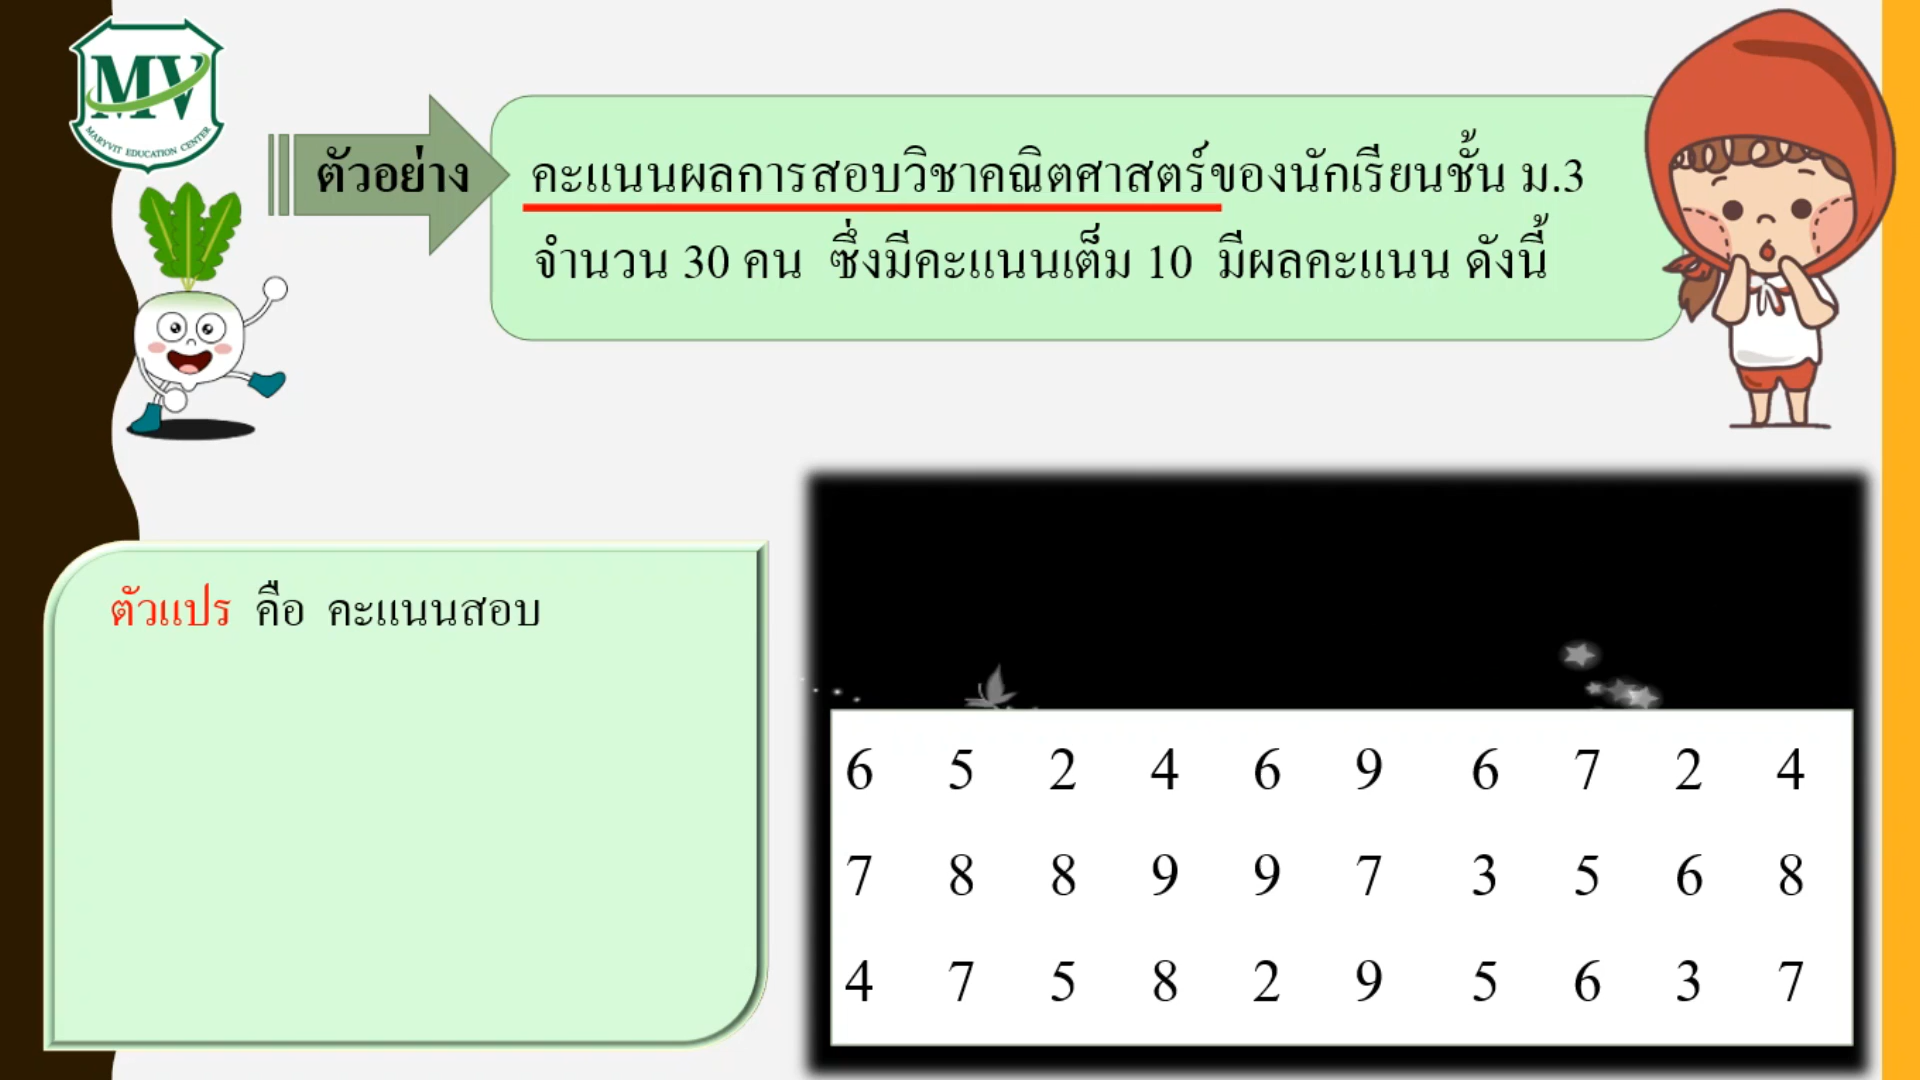 MV
MARYVIT EDUCATION CENTER
ตัวอย่าง
คะแนนผลการสอบวิชาคณิตศาสตร์ของนักเรียนชั้น ม.3
จำนวน 30 คน ซึ่งมีคะแนนเต็ม 10 มีผลคะแนน ดังนี้
ตัวแปร คือ คะแนนสอบ
6 5 2 4 6 9 6 7 2 4
7 8 8 9 9 7 3 5 6 8
4 7 5 8 2 9 5 6 3 7